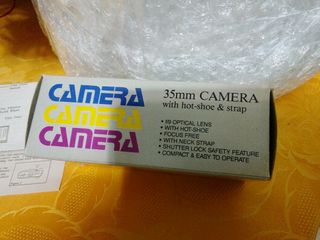 CAMERA
CAMERA
CAMERA
35mm CAMERA
with hot-shoe & strap
• 89 OPTICAL LENS
• WITH HOT-SHOE
• FOCUS FREE
• WITH NECK STRAP
• SHUTTER LOCK SAFETY FEATURE
• COMPACT & EASY TO OPERATE